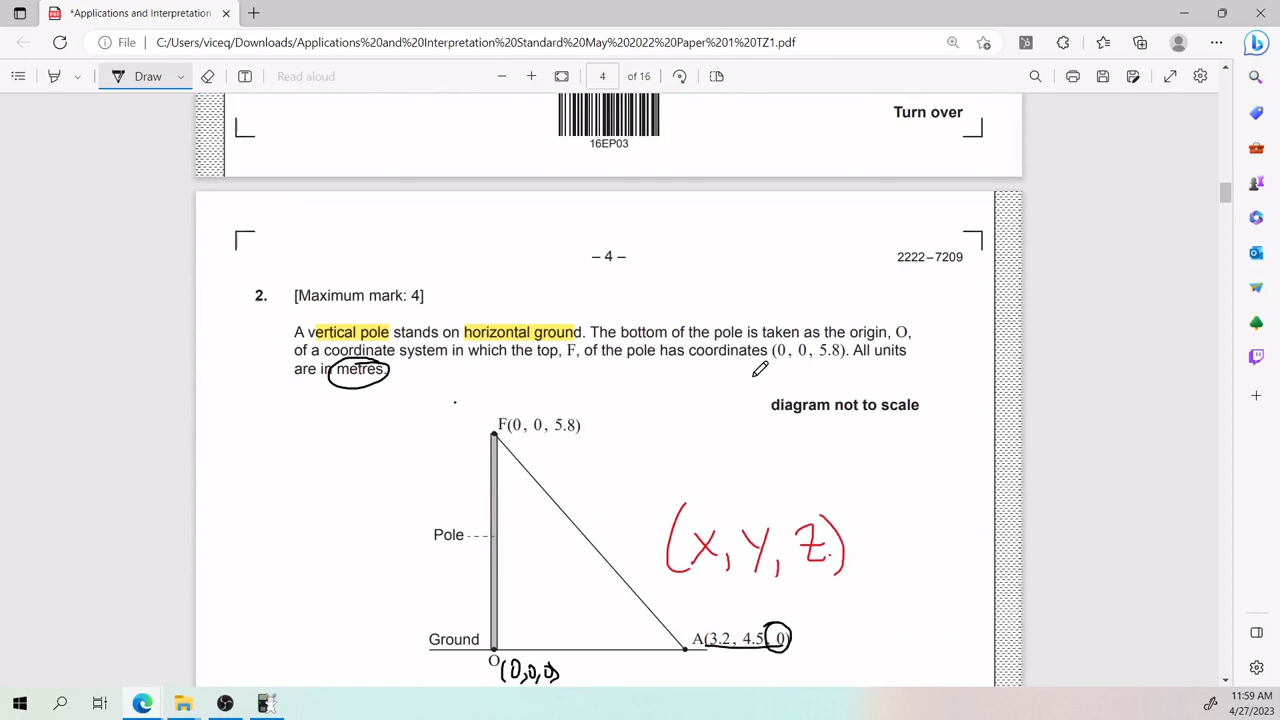 *Applications and Interpretation
File
C:/Users/viceq/Downloads/Applications%20and%20Interpretation%20Standard%20May%202022%20Paper%201%20TZ1.pdf
Draw
Read aloud
4
of 16
16EP03
Turn over
– 4 –
2222–7209
2.
[Maximum mark: 4]
A vertical pole stands on horizontal ground. The bottom of the pole is taken as the origin, O,
of a coordinate system in which the top, F, of the pole has coordinates (0, 0, 5.8). All units
are in metres.
diagram not to scale
F(0, 0, 5.8)
Pole
(x, y, z)
Ground
A(3.2, 4.5, 0)
O
(0,0,0)
11:59 AM
4/27/2023